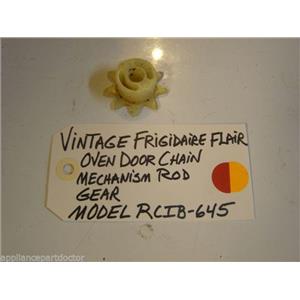 VINTAGE FRIGIDAIRE FLAIR
OVEN DOOR CHAIN
MECHANISM ROD
GEAR
MODEL RCIB-645
appliancepartdoctor